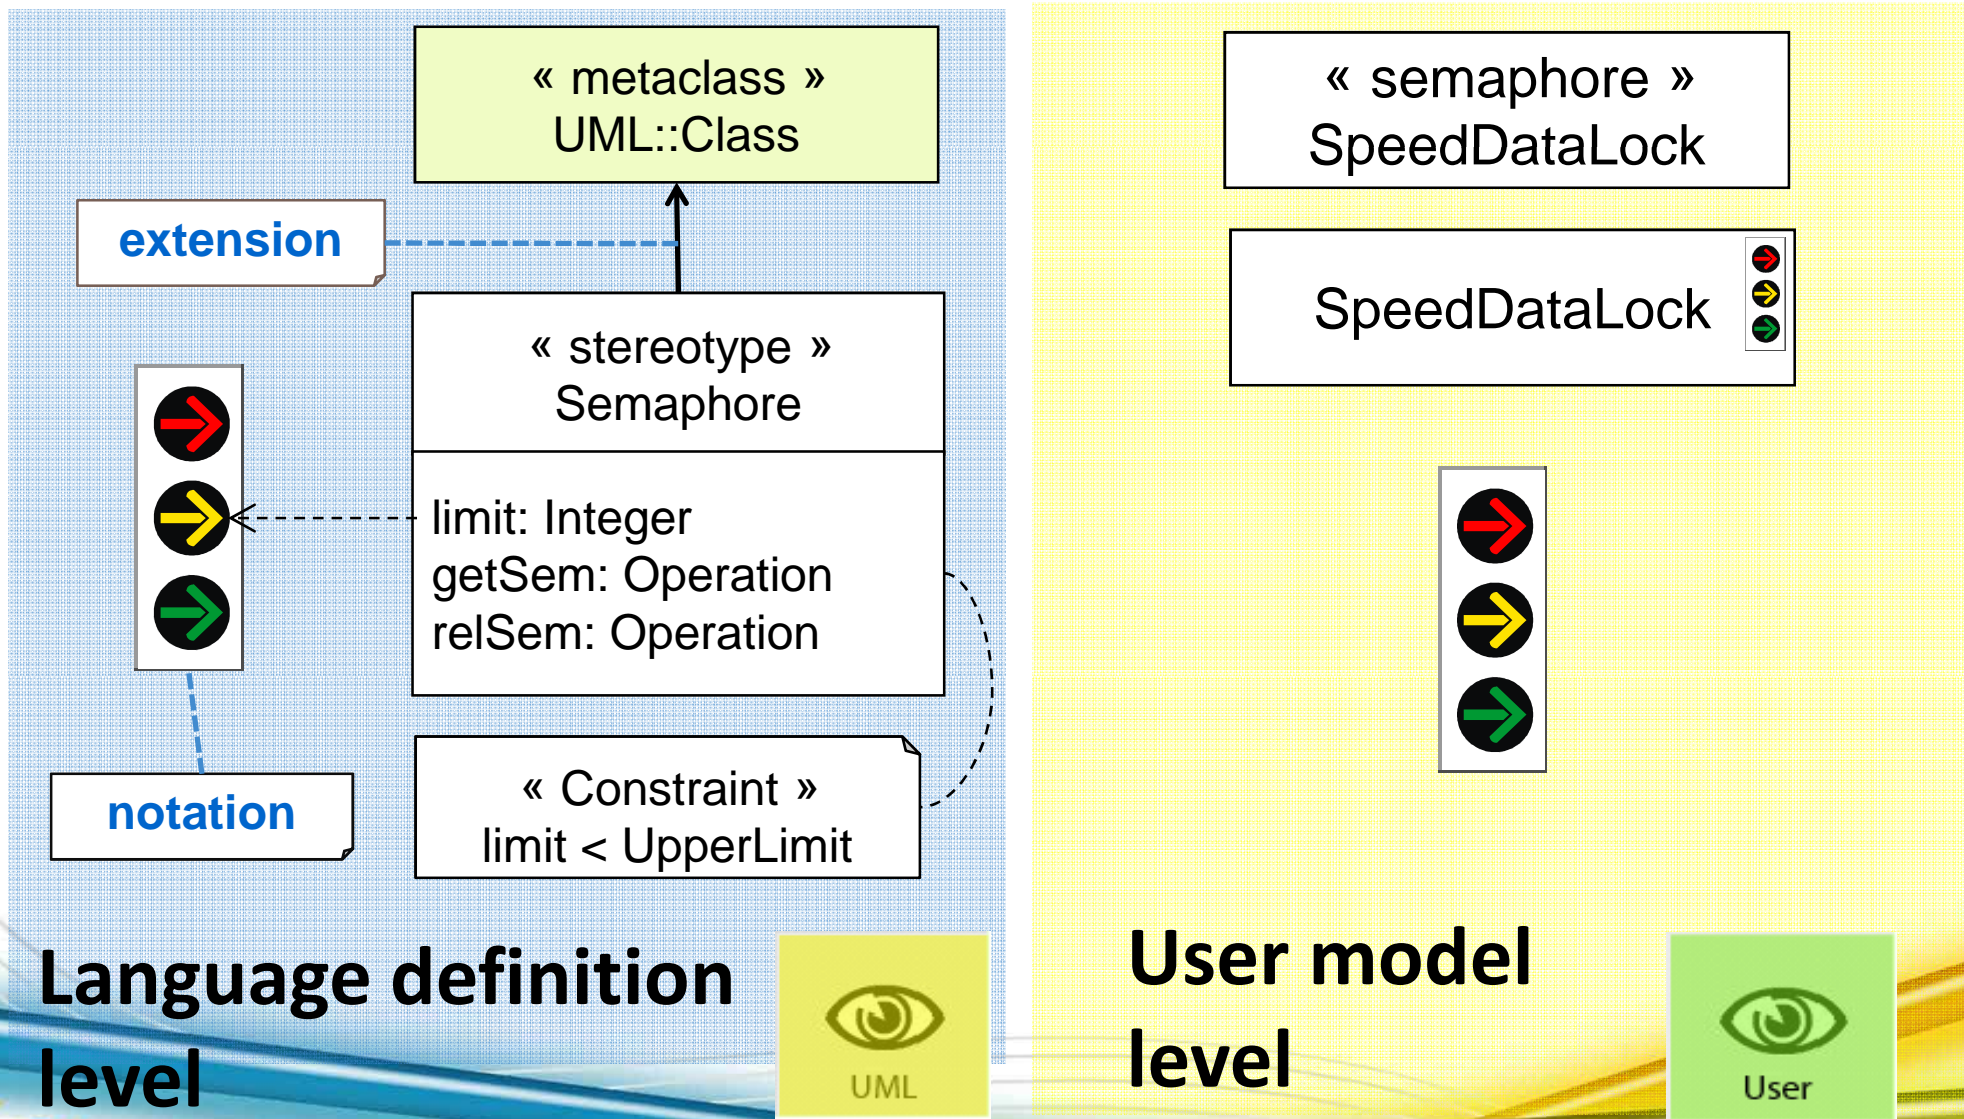 « metaclass »
UML::Class
extension
« stereotype »
Semaphore
limit: Integer
getSem: Operation
relSem: Operation
notation
« Constraint »
limit < UpperLimit
Language definition
level
UML
« semaphore »
SpeedDataLock
SpeedDataLock
User model
level
User